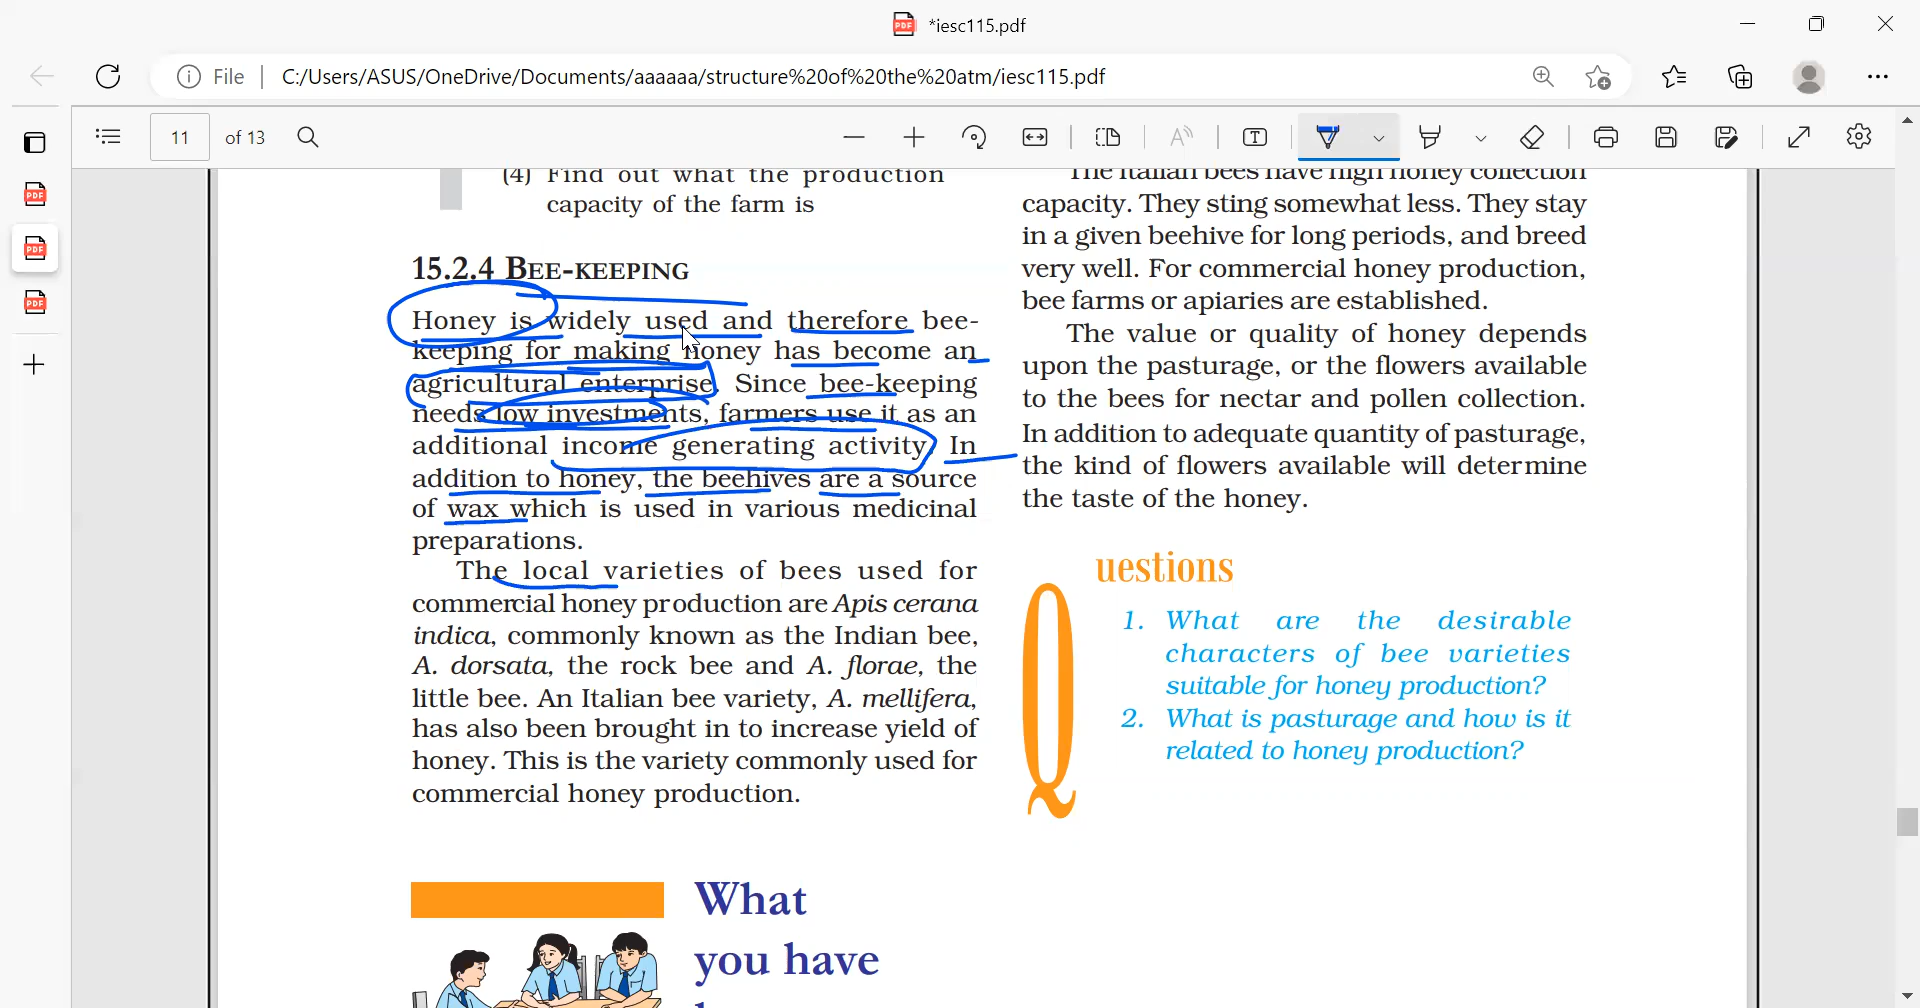 *iesc115.pdf
File
C:/Users/ASUS/OneDrive/Documents/aaaaaa/structure%20of%20the%20atm/iesc115.pdf
11 of 13
(4) Find out what the production
capacity of the farm is
15.2.4 BEE-KEEPING
Honey is widely used and therefore bee-
keeping for making honey has become an
agricultural enterprise. Since bee-keeping
needs low investments, farmers use it as an
additional income generating activity. In
addition to honey, the beehives are a source
of wax which is used in various medicinal
preparations.
The local varieties of bees used for
commercial honey production are Apis cerana
indica, commonly known as the Indian bee,
A. dorsata, the rock bee and A. florae, the
little bee. An Italian bee variety, A. mellifera,
has also been brought in to increase yield of
honey. This is the variety commonly used for
commercial honey production.
The Italian bees have high honey collection
capacity. They sting somewhat less. They stay
in a given beehive for long periods, and breed
very well. For commercial honey production,
bee farms or apiaries are established.
The value or quality of honey depends
upon the pasturage, or the flowers available
to the bees for nectar and pollen collection.
In addition to adequate quantity of pasturage,
the kind of flowers available will determine
the taste of the honey.
Questions
1. What are the desirable
characters of bee varieties
suitable for honey production?
2. What is pasturage and how is it
related to honey production?
What
you have